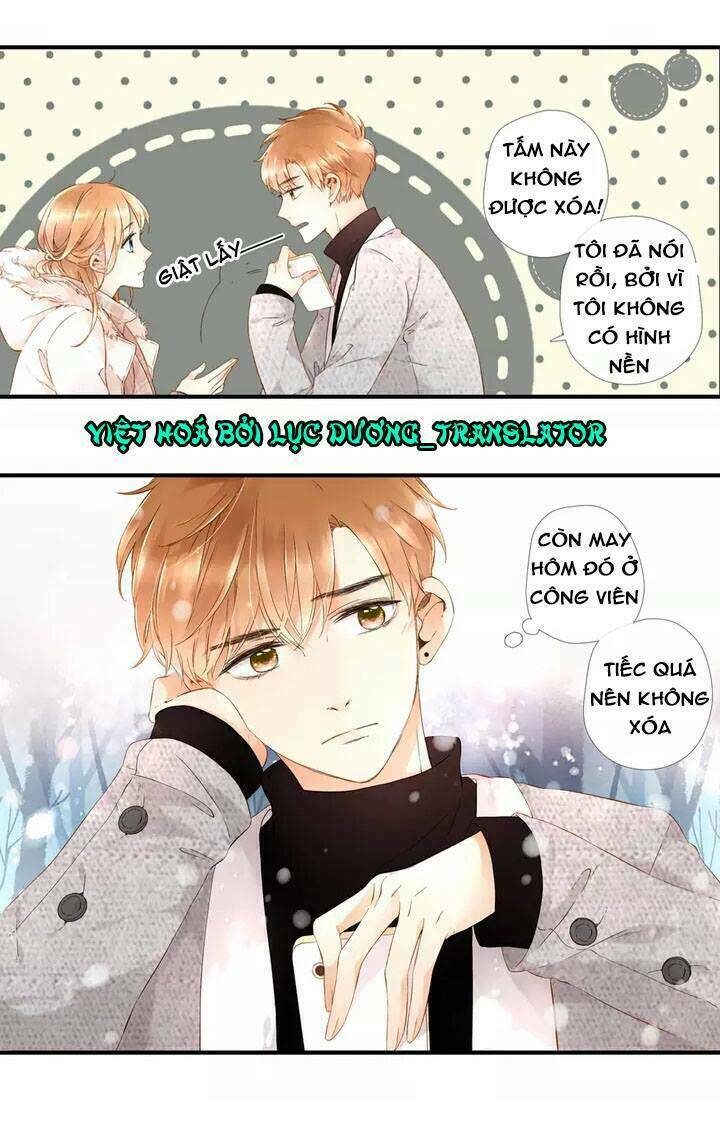 TẤM NÀY
KHÔNG
ĐƯỢC XÓA!
GIẬT LẤY
TÔI ĐÃ NÓI
RỒI, BỞI VÌ
TÔI KHÔNG
CÓ HÌNH
NỀN
VIỆT HOÁ BỞI LỤC DƯƠNG_TRANSLATOR
CÒN MAY
HÔM ĐÓ Ở
CÔNG VIÊN
TIẾC QUÁ
NÊN KHÔNG
XÓA